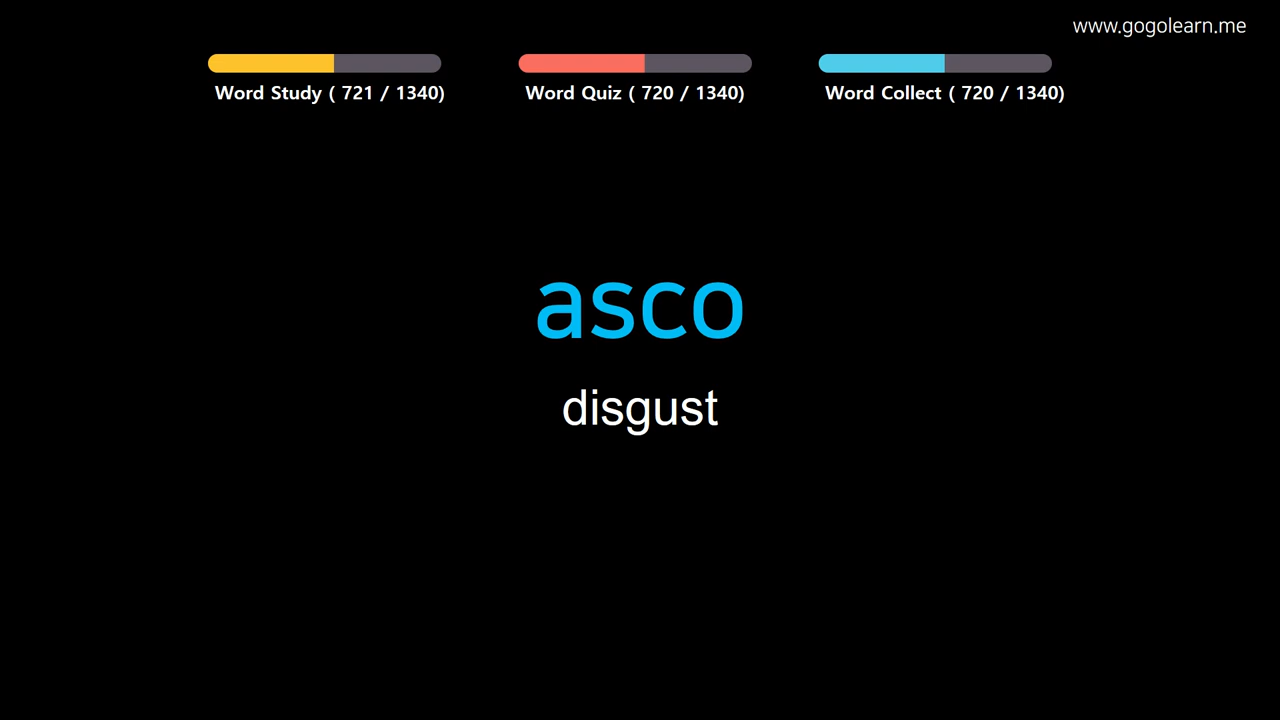 www.gogolearn.me
Word Study ( 721 / 1340)
Word Quiz ( 720 / 1340)
Word Collect ( 720 / 1340)
asco
disgust